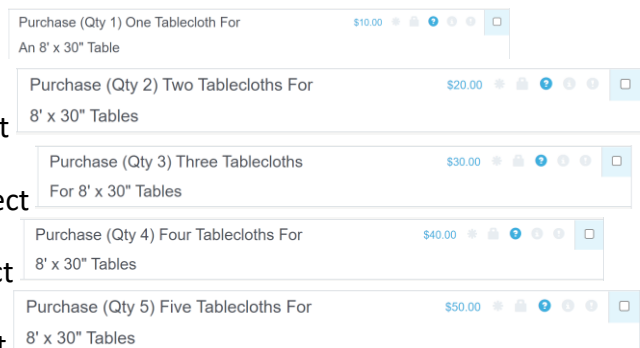 Purchase (Qty 1) One Tablecloth For $10.00
An 8' x 30" Table
Purchase (Qty 2) Two Tablecloths For $20.00
8' x 30" Tables
Purchase (Qty 3) Three Tablecloths $30.00
For 8' x 30" Tables
Purchase (Qty 4) Four Tablecloths For $40.00
8' x 30" Tables
Purchase (Qty 5) Five Tablecloths For $50.00
8' x 30" Tables